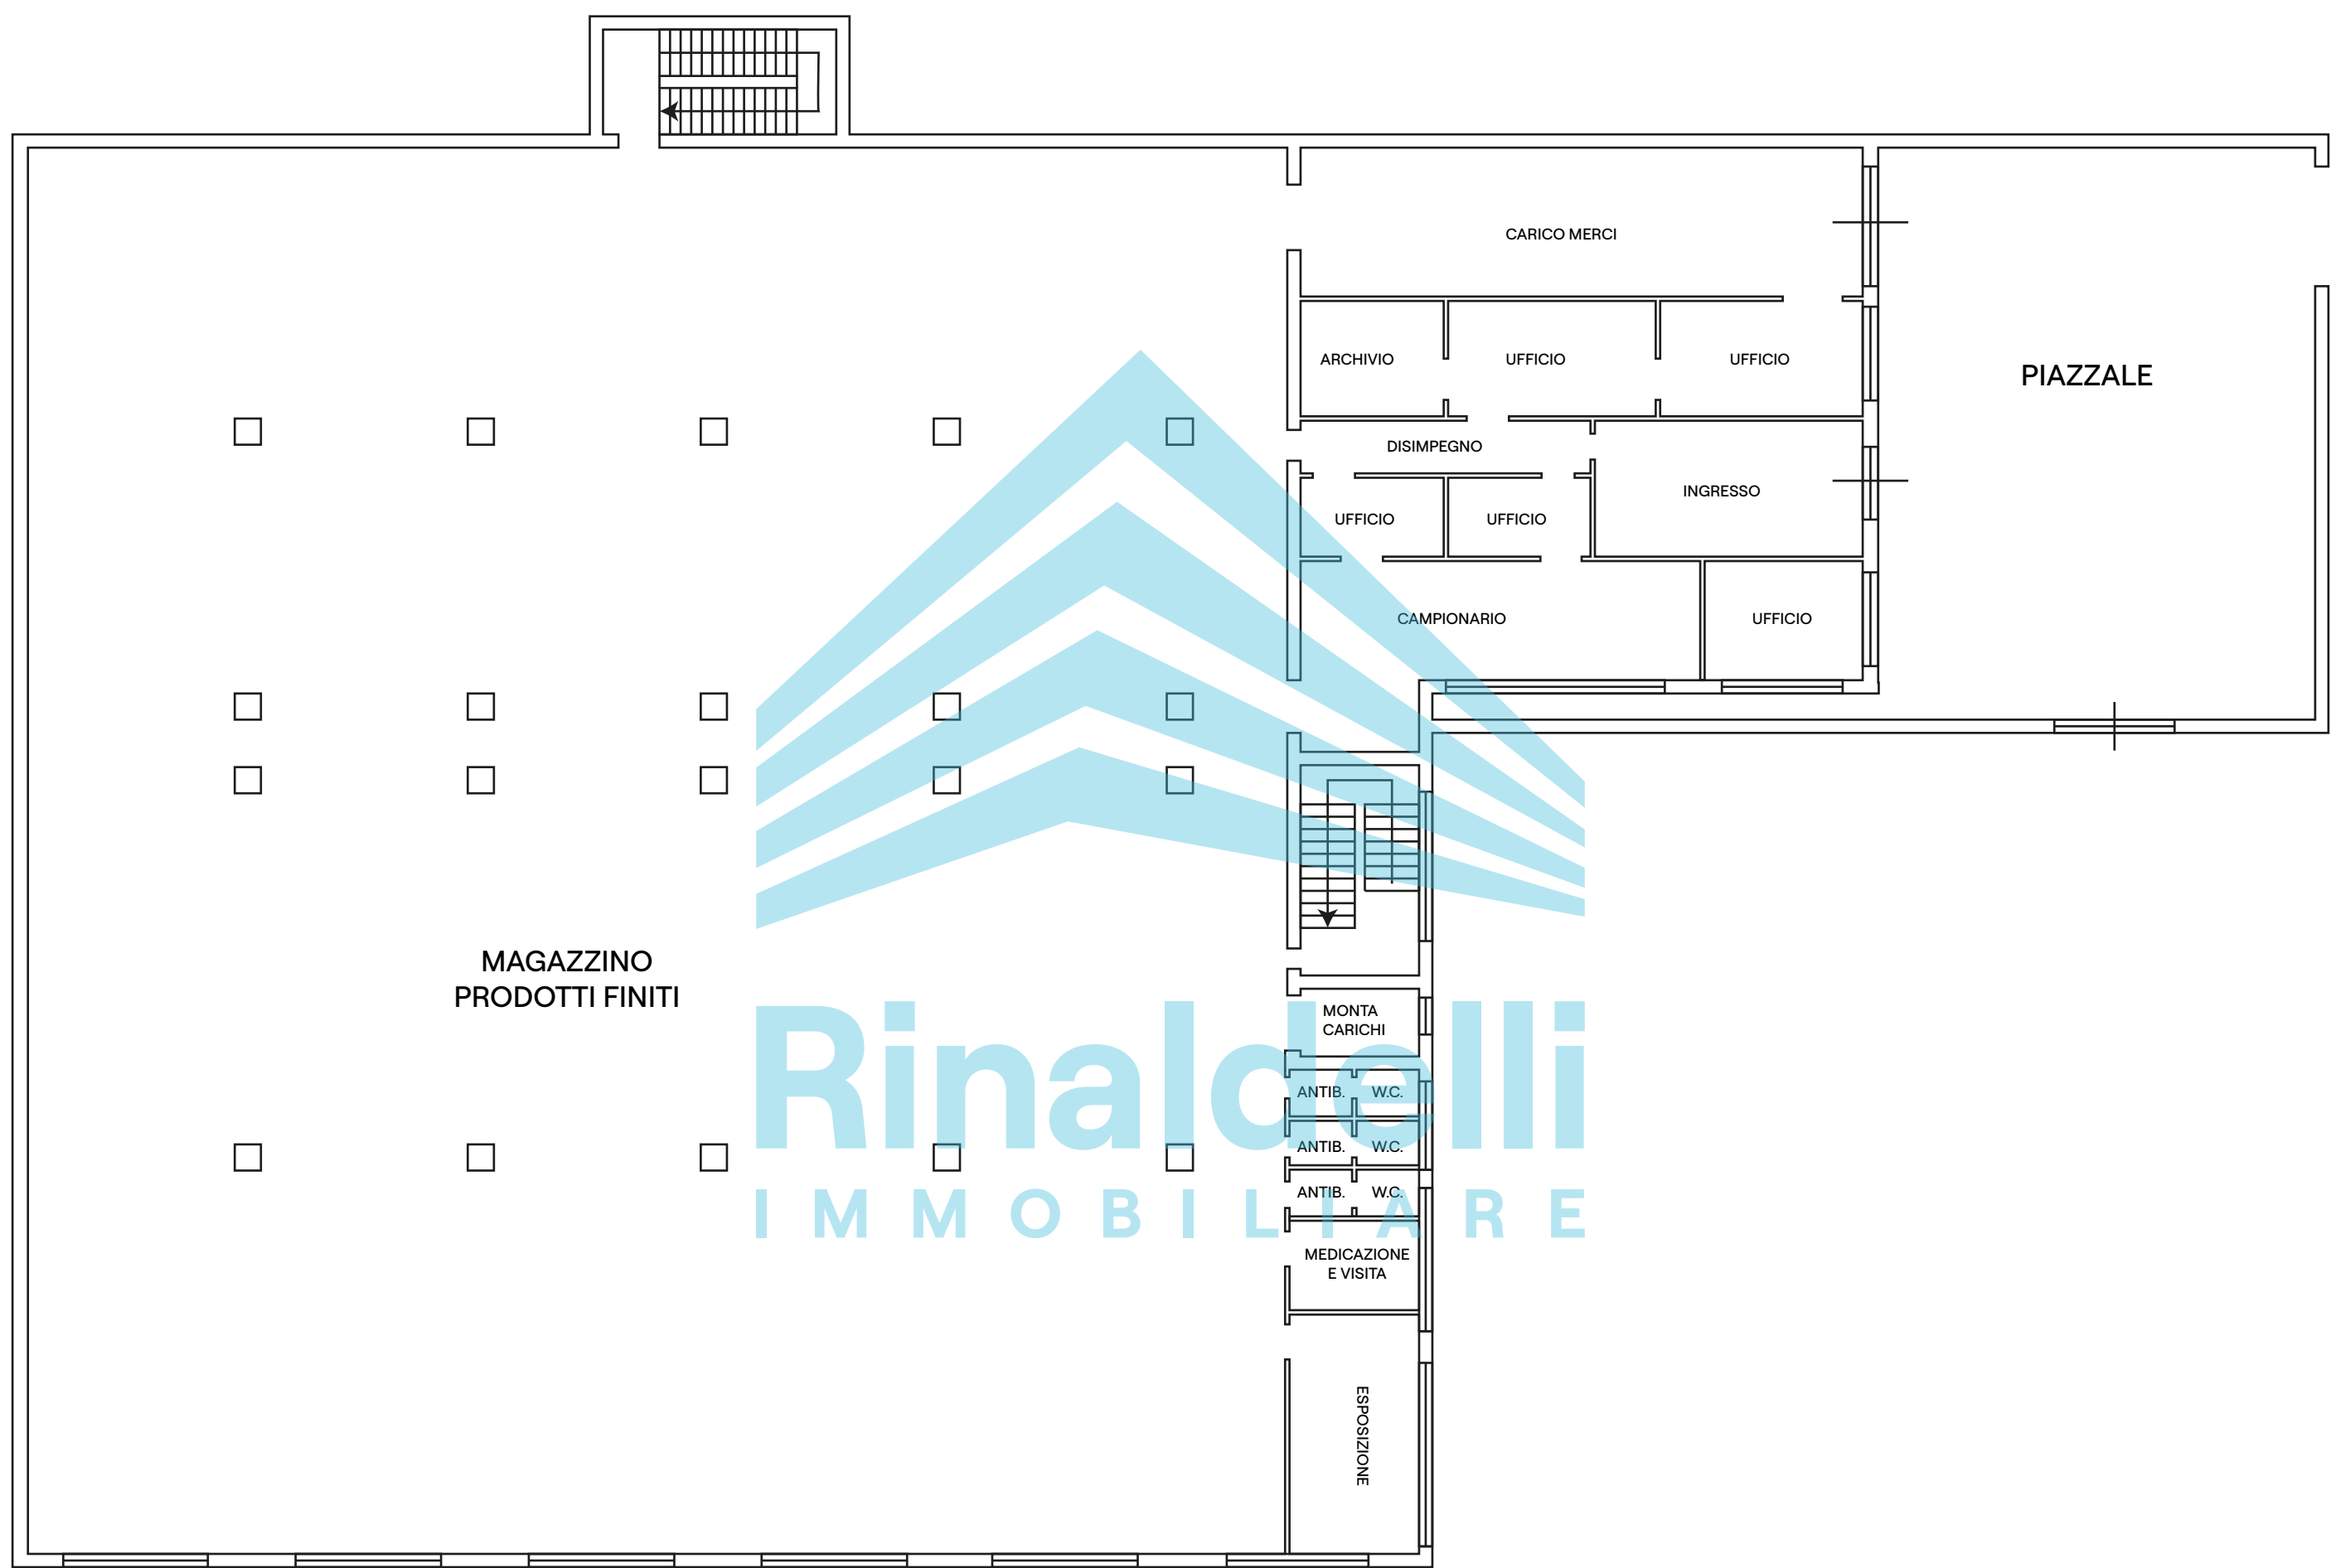 CARICO MERCI
ARCHIVIO
UFFICIO
UFFICIO
PIAZZALE
DISIMPEGNO
INGRESSO
UFFICIO
UFFICIO
CAMPIONARIO
UFFICIO
MAGAZZINO
PRODOTTI FINITI
MONTA
CARICHI
Rinaldelli
IMMOBILIARE
ANTIB.
W.C.
ANTIB.
W.C.
ANTIB.
W.C.
MEDICAZIONE
E VISITA
ESPOSIZIONE